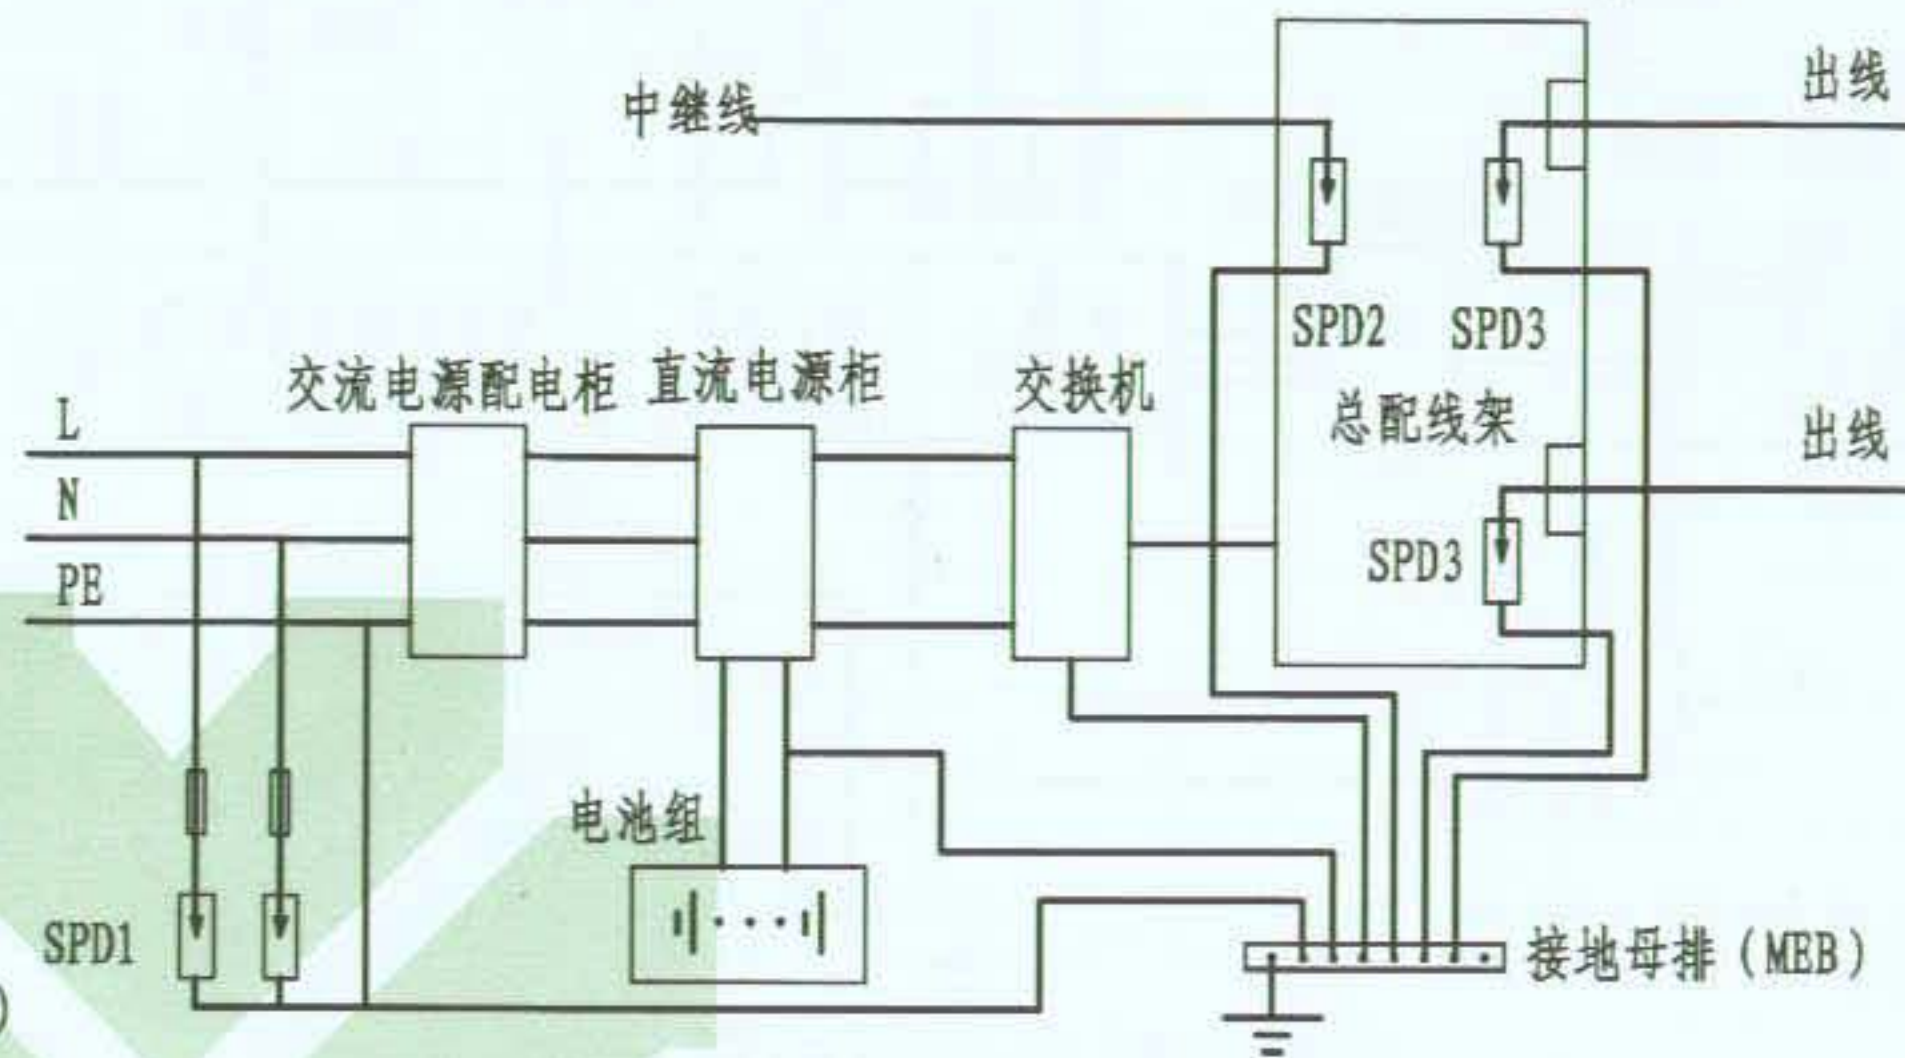 出线
中继线
SPD2
SPD3
交流电源配电柜
直流电源柜
交换机
总配线架
L
出线
N
SPD3
PE
电池组
SPD1
接地母排（MEB）
)